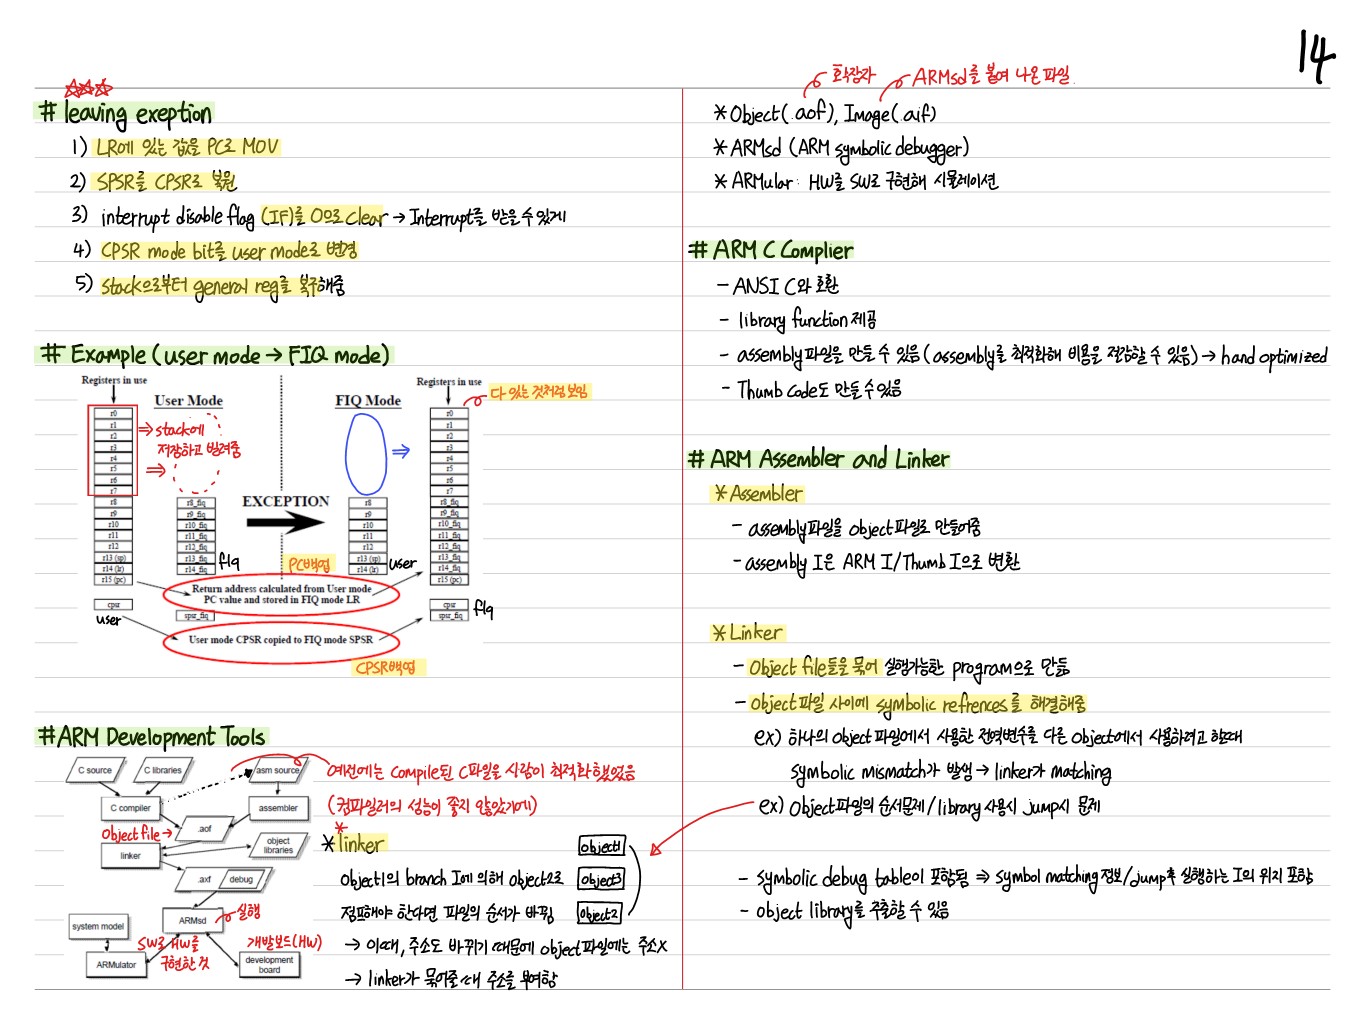 14
# leaving exeption
1) LR에 있는 값을 PC로 MOV
2) SPSR를 CPSR로 복원
3) interrupt disable flag (IF)를 0으로 clear → Interrupt를 받을 수 있게
4) CPSR mode bit를 user mode로 변경
5) stack으로부터 general reg를 복구해줌
# Example (user mode → FIQ mode)
Registers in use
User Mode
FIQ Mode
Registers in use
다 있는 것처럼 보임
r0
r1
r2
r3
r4
r5
r6
r7
r8
r9
r10
r11
r12
r13 (sp)
r14 (lr)
r15 (pc)
cpsr
user
⇒ stack에
저장하고 빌려줌
⇒
r8_fiq
r9_fiq
r10_fiq
r11_fiq
r12_fiq
r13_fiq
r14_fiq
fiq
spsr_fiq
EXCEPTION
PC백업
⇒
r8
r9
r10
r11
r12
r13 (sp)
r14 (lr)
user
r0
r1
r2
r3
r4
r5
r6
r7
r8_fiq
r9_fiq
r10_fiq
r11_fiq
r12_fiq
r13_fiq
r14_fiq
r15 (pc)
cpsr
spsr_fiq
fiq
Return address calculated from User mode
PC value and stored in FIQ mode LR
User mode CPSR copied to FIQ mode SPSR
CPSR백업
#ARM Development Tools
C source
C libraries
asm source
예전에는 Compile된 C파일을 사람이 최적화 했었음
C compiler
assembler
(컴파일러의 성능이 좋지 않았기에)
Object file →
.aof
linker
object
libraries
.axf
debug
ARMsd
실행
system model
SW로 HW를
구현한 것
개발보드(HW)
ARMulator
development
board
* linker
Object1의 branch I에 의해 object2로
점프해야 한다면 파일의 순서가 바뀜
→ 이때, 주소도 바뀌기 때문에 object파일에는 주소X
→ linker가 묶어줄 때 주소를 부여함
object1
object3
object2
확장자
ARMsd를 붙여 나온 파일.
* Object(.aof), Image(.aif)
* ARMsd (ARM symbolic debugger)
* ARMular: HW를 SW로 구현해 시뮬레이션
# ARM C Complier
- ANSI C와 호환
- library function 제공
- assembly파일을 만들 수 있음 (assembly를 최적화해 비용을 절감할 수 있음) → hand optimized
- Thumb code도 만들 수 있음
# ARM Assembler and Linker
* Assembler
- assembly파일을 object파일로 만들어줌
- assembly I은 ARM I/Thumb I으로 변환
* Linker
- Object file들을 묶어 실행가능한 program으로 만듦
- Object파일 사이에 symbolic refrences를 해결해줌
ex) 하나의 object 파일에서 사용한 전역변수를 다른 object에서 사용하려고 할때
symbolic mismatch가 발생 → linker가 matching
ex) Object파일의 순서문제/library 사용시 jump시 문제
- symbolic debug table이 포함됨 ⇒ symbol matching 정보/jump후 실행하는 I의 위치 포함
- object library를 추출할 수 있음